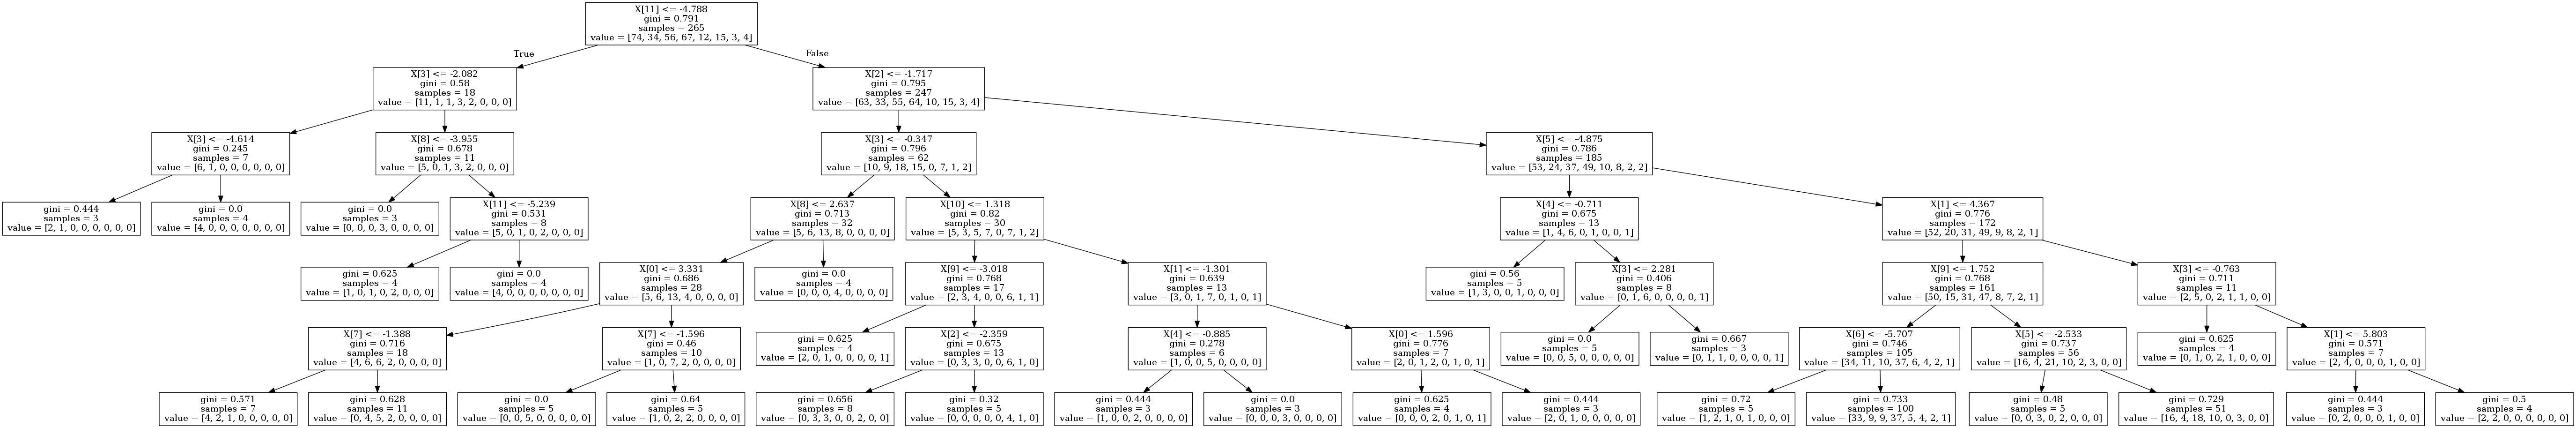 X[11] <= -4.788
gini = 0.791
samples = 265
value = [74, 34, 56, 67, 12, 15, 3, 4]
True
False
X[3] <= -2.082
gini = 0.58
samples = 18
value = [11, 1, 1, 3, 2, 0, 0, 0]
X[2] <= -1.717
gini = 0.795
samples = 247
value = [63, 33, 55, 64, 10, 15, 3, 4]
X[3] <= -4.614
gini = 0.245
samples = 7
value = [6, 1, 0, 0, 0, 0, 0, 0]
X[8] <= -3.955
gini = 0.678
samples = 11
value = [5, 0, 1, 3, 2, 0, 0, 0]
X[3] <= -0.347
gini = 0.796
samples = 62
value = [10, 9, 18, 15, 0, 7, 1, 2]
X[5] <= -4.875
gini = 0.786
samples = 185
value = [53, 24, 37, 49, 10, 8, 2, 2]
gini = 0.444
samples = 3
value = [2, 1, 0, 0, 0, 0, 0, 0]
gini = 0.0
samples = 4
value = [4, 0, 0, 0, 0, 0, 0, 0]
gini = 0.0
samples = 3
value = [0, 0, 0, 3, 0, 0, 0, 0]
X[11] <= -5.239
gini = 0.531
samples = 8
value = [5, 0, 1, 0, 2, 0, 0, 0]
X[8] <= 2.637
gini = 0.713
samples = 32
value = [5, 6, 13, 8, 0, 0, 0, 0]
X[10] <= 1.318
gini = 0.82
samples = 30
value = [5, 3, 5, 7, 0, 7, 1, 2]
X[4] <= -0.711
gini = 0.675
samples = 13
value = [1, 4, 6, 0, 1, 0, 0, 1]
X[1] <= 4.367
gini = 0.776
samples = 172
value = [52, 20, 31, 49, 9, 8, 2, 1]
gini = 0.625
samples = 4
value = [1, 0, 1, 0, 2, 0, 0, 0]
gini = 0.0
samples = 4
value = [4, 0, 0, 0, 0, 0, 0, 0]
X[0] <= 3.331
gini = 0.686
samples = 28
value = [5, 6, 13, 4, 0, 0, 0, 0]
gini = 0.0
samples = 4
value = [0, 0, 0, 4, 0, 0, 0, 0]
X[9] <= -3.018
gini = 0.768
samples = 17
value = [2, 3, 4, 0, 0, 6, 1, 1]
X[1] <= -1.301
gini = 0.639
samples = 13
value = [3, 0, 1, 7, 0, 1, 0, 1]
gini = 0.56
samples = 5
value = [1, 3, 0, 0, 1, 0, 0, 0]
X[3] <= 2.281
gini = 0.406
samples = 8
value = [0, 1, 6, 0, 0, 0, 0, 1]
X[9] <= 1.752
gini = 0.768
samples = 161
value = [50, 15, 31, 47, 8, 7, 2, 1]
X[3] <= -0.763
gini = 0.711
samples = 11
value = [2, 5, 0, 2, 1, 1, 0, 0]
X[7] <= -1.388
gini = 0.716
samples = 18
value = [4, 6, 6, 2, 0, 0, 0, 0]
X[7] <= -1.596
gini = 0.46
samples = 10
value = [1, 0, 7, 2, 0, 0, 0, 0]
gini = 0.625
samples = 4
value = [2, 0, 1, 0, 0, 0, 0, 1]
X[2] <= -2.359
gini = 0.675
samples = 13
value = [0, 3, 3, 0, 0, 6, 1, 0]
X[4] <= -0.885
gini = 0.278
samples = 6
value = [1, 0, 0, 5, 0, 0, 0, 0]
X[0] <= 1.596
gini = 0.776
samples = 7
value = [2, 0, 1, 2, 0, 1, 0, 1]
gini = 0.0
samples = 5
value = [0, 0, 5, 0, 0, 0, 0, 0]
gini = 0.667
samples = 3
value = [0, 1, 1, 0, 0, 0, 0, 1]
X[6] <= -5.707
gini = 0.746
samples = 105
value = [34, 11, 10, 37, 6, 4, 2, 1]
X[5] <= -2.533
gini = 0.737
samples = 56
value = [16, 4, 21, 10, 2, 3, 0, 0]
gini = 0.625
samples = 4
value = [0, 1, 0, 2, 1, 0, 0, 0]
X[1] <= 5.803
gini = 0.571
samples = 7
value = [2, 4, 0, 0, 0, 1, 0, 0]
gini = 0.571
samples = 7
value = [4, 2, 1, 0, 0, 0, 0, 0]
gini = 0.628
samples = 11
value = [0, 4, 5, 2, 0, 0, 0, 0]
gini = 0.0
samples = 5
value = [0, 0, 5, 0, 0, 0, 0, 0]
gini = 0.64
samples = 5
value = [1, 0, 2, 2, 0, 0, 0, 0]
gini = 0.656
samples = 8
value = [0, 3, 3, 0, 0, 2, 0, 0]
gini = 0.32
samples = 5
value = [0, 0, 0, 0, 0, 4, 1, 0]
gini = 0.444
samples = 3
value = [1, 0, 0, 2, 0, 0, 0, 0]
gini = 0.0
samples = 3
value = [0, 0, 0, 3, 0, 0, 0, 0]
gini = 0.625
samples = 4
value = [0, 0, 0, 2, 0, 1, 0, 1]
gini = 0.444
samples = 3
value = [2, 0, 1, 0, 0, 0, 0, 0]
gini = 0.72
samples = 5
value = [1, 2, 1, 0, 1, 0, 0, 0]
gini = 0.733
samples = 100
value = [33, 9, 9, 37, 5, 4, 2, 1]
gini = 0.48
samples = 5
value = [0, 0, 3, 0, 2, 0, 0, 0]
gini = 0.729
samples = 51
value = [16, 4, 18, 10, 0, 3, 0, 0]
gini = 0.444
samples = 3
value = [0, 2, 0, 0, 0, 1, 0, 0]
gini = 0.5
samples = 4
value = [2, 2, 0, 0, 0, 0, 0, 0]